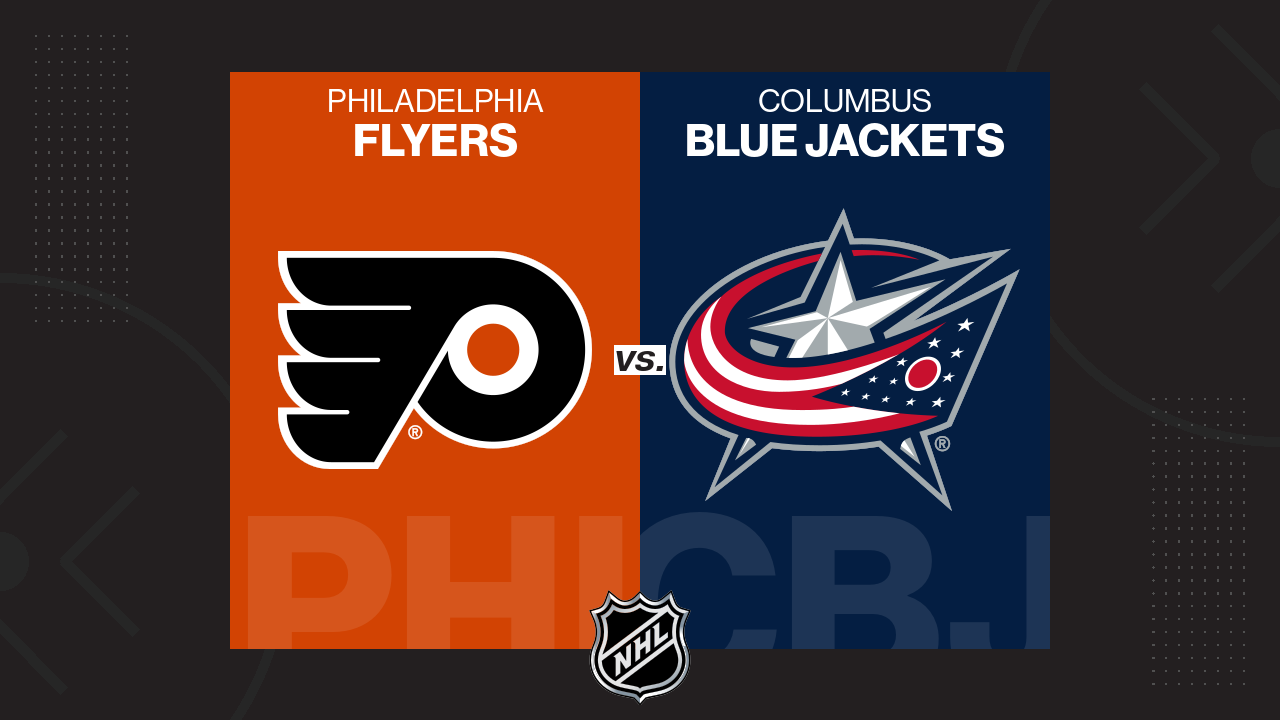 PHILADELPHIA
FLYERS
COLUMBUS
BLUE JACKETS
vs.
®
®
PHI
CBJ
NHL